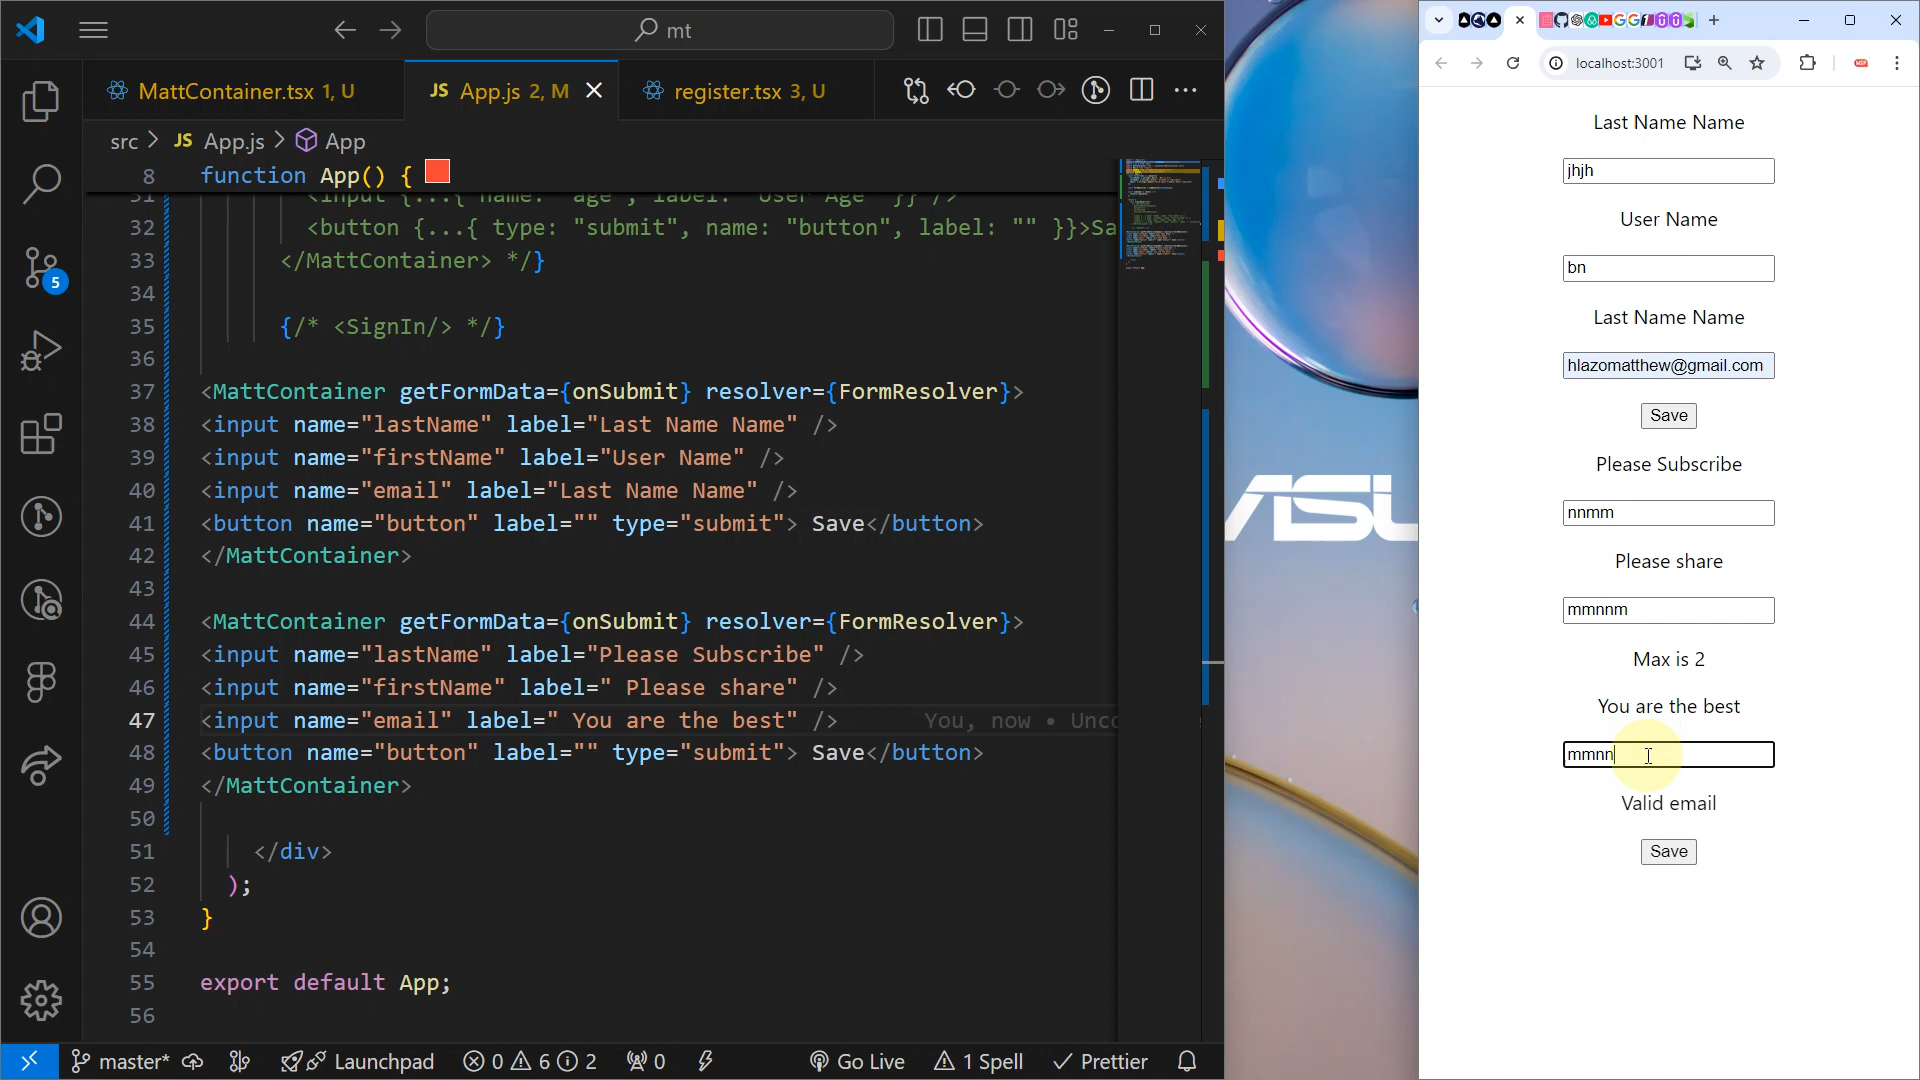 mt
MattContainer.tsx 1, U
JS App.js 2, M
register.tsx 3, U
src > JS App.js > App
8 function App() {
31 <input {...{ name: "age", label: "User Age" }} />
32 <button {...{ type: "submit", name: "button", label: "" }}>Sa
33 </MattContainer> */}
34
35 {/* <SignIn/> */}
36
37 <MattContainer getFormData={onSubmit} resolver={FormResolver}>
38 <input name="lastName" label="Last Name Name" />
39 <input name="firstName" label="User Name" />
40 <input name="email" label="Last Name Name" />
41 <button name="button" label="" type="submit"> Save</button>
42 </MattContainer>
43
44 <MattContainer getFormData={onSubmit} resolver={FormResolver}>
45 <input name="lastName" label="Please Subscribe" />
46 <input name="firstName" label=" Please share" />
47 <input name="email" label=" You are the best" /> You, now • Unco
48 <button name="button" label="" type="submit"> Save</button>
49 </MattContainer>
50
51 </div>
52 );
53 }
54
55 export default App;
56
5
master*
Launchpad
0
6
2
0
Go Live
1 Spell
Prettier
ASU
localhost:3001
Last Name Name
jhjh
User Name
bn
Last Name Name
hlazomatthew@gmail.com
Save
Please Subscribe
nnmm
Please share
mmnnm
Max is 2
You are the best
mmnn
Valid email
Save